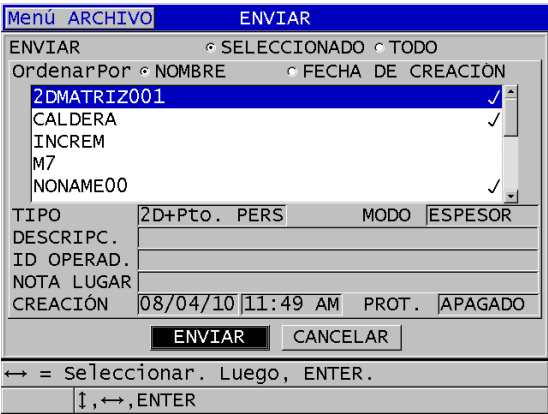 Menú ARCHIVO ENVIAR
ENVIAR SELECCIONADO TODO
OrdenarPor NOMBRE FECHA DE CREACIÓN
2DMATRIZ001 ✓
CALDERA ✓
INCREM
M7
NONAME00 ✓
TIPO 2D+Pto. PERS MODO ESPESOR
DESCRIPC.
ID OPERAD.
NOTA LUGAR
CREACIÓN 08/04/10 11:49 AM PROT. APAGADO
ENVIAR CANCELAR
↔ = Seleccionar. Luego, ENTER.
↕,↔,ENTER